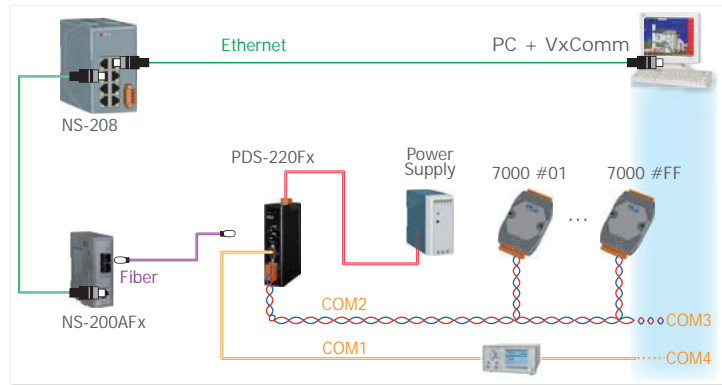 Ethernet
PC + VxComm
NS-208
PDS-220Fx
Power
Supply
7000 #01
...
7000 #FF
Fiber
NS-200AFx
COM2
COM3
COM1
COM4